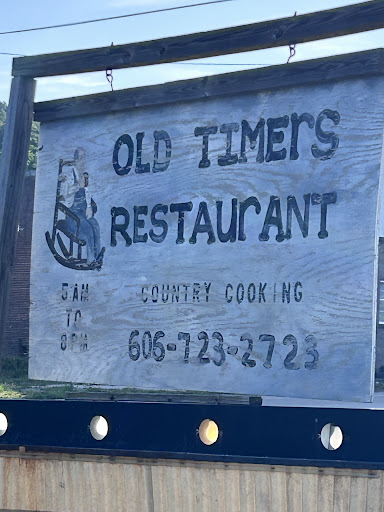 OLD TIMERS
RESTAURANT
5AM
TO
8PM
COUNTRY COOKING
606-723-2723